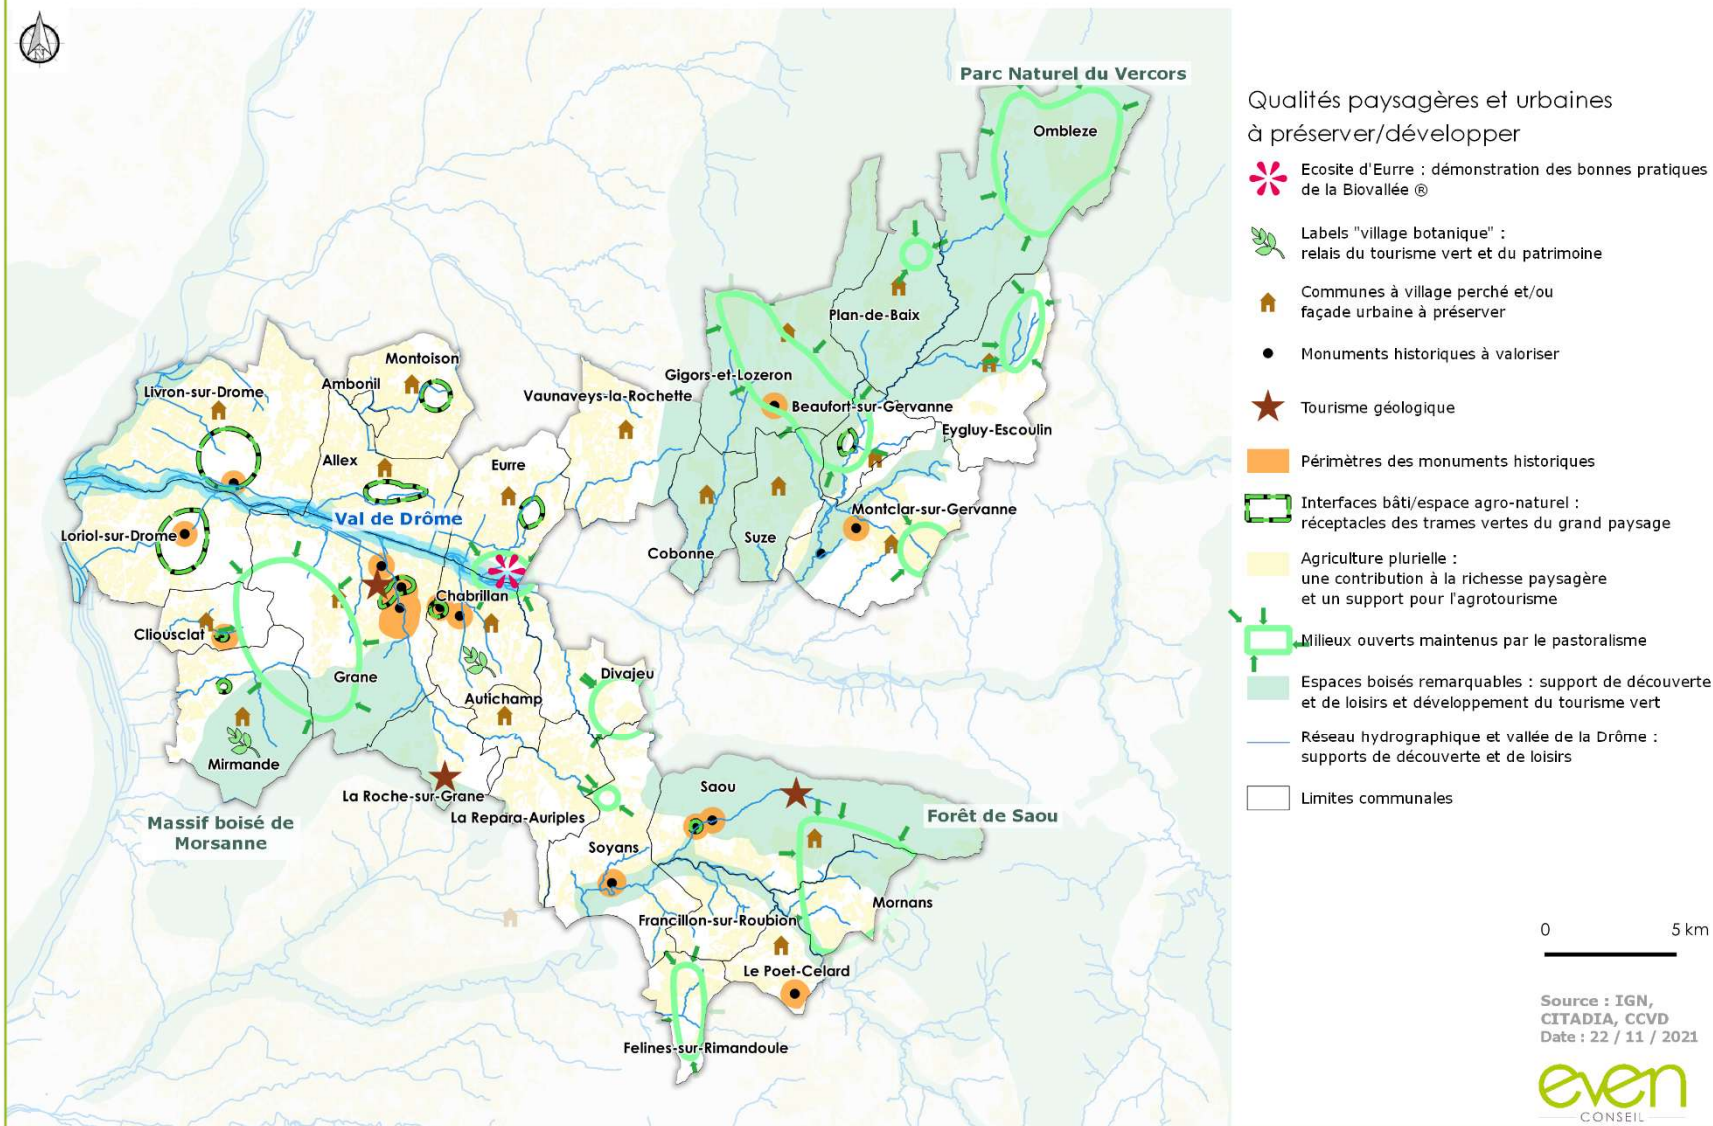 N
Parc Naturel du Vercors
Ombleze
Plan-de-Baix
Montoison
Ambonil
Livron-sur-Drome
Vaunaveys-la-Rochette
Gigors-et-Lozeron
Beaufort-sur-Gervanne
Eygluy-Escoulin
Allex
Eurre
Val de Drôme
Montclar-sur-Gervanne
Loriol-sur-Drome
Cobonne
Suze
Chabrillan
Cliousclat
Grane
Divajeu
Autichamp
Mirmande
La Roche-sur-Grane
Saou
La Repara-Auriples
Forêt de Saou
Massif boisé de
Morsanne
Soyans
Mornans
Francillon-sur-Roubion
Le Poet-Celard
Felines-sur-Rimandoule
Qualités paysagères et urbaines
à préserver/développer
Ecosite d'Eurre : démonstration des bonnes pratiques
de la Biovallée ®
Labels "village botanique" :
relais du tourisme vert et du patrimoine
Communes à village perché et/ou
façade urbaine à préserver
Monuments historiques à valoriser
Tourisme géologique
Périmètres des monuments historiques
Interfaces bâti/espace agro-naturel :
réceptacles des trames vertes du grand paysage
Agriculture plurielle :
une contribution à la richesse paysagère
et un support pour l'agrotourisme
Milieux ouverts maintenus par le pastoralisme
Espaces boisés remarquables : support de découverte
et de loisirs et développement du tourisme vert
Réseau hydrographique et vallée de la Drôme :
supports de découverte et de loisirs
Limites communales
0 5 km
Source : IGN,
CITADIA, CCVD
Date : 22 / 11 / 2021
even
CONSEIL